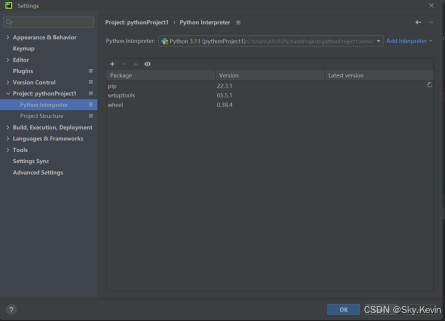 Settings
Project: pythonProject1 › Python Interpreter
Appearance & Behavior
Keymap
Editor
Plugins
Version Control
Project: pythonProject1
Python Interpreter
Project Structure
Build, Execution, Deployment
Languages & Frameworks
Tools
Settings Sync
Advanced Settings
Python Interpreter: Python 3.11 (pythonProject1)
Add Interpreter
Package Version Latest version
pip 22.3.1
setuptools 65.5.1
wheel 0.38.4
OK
CSDN @Sky.Kevin